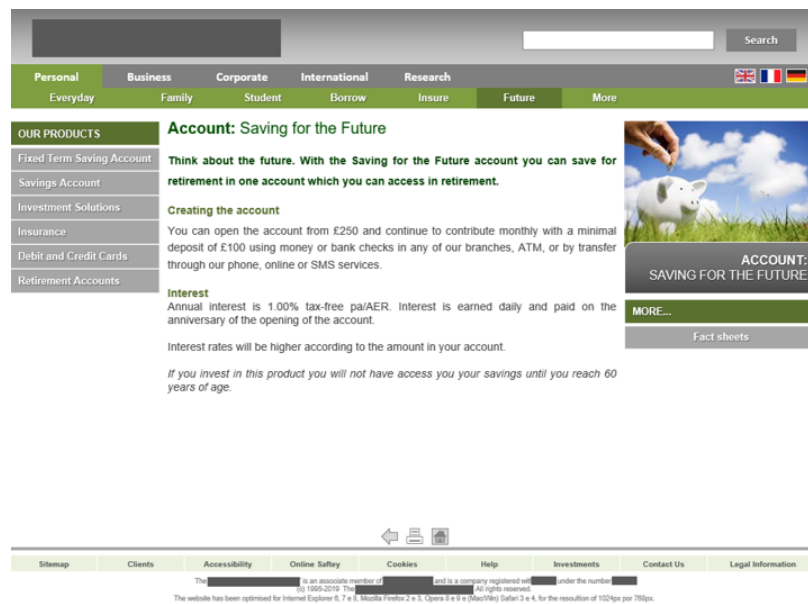 Search
Personal Business Corporate International Research
Everyday Family Student Borrow Insure Future More
OUR PRODUCTS
Fixed Term Saving Account
Savings Account
Investment Solutions
Insurance
Debit and Credit Cards
Retirement Accounts
Account: Saving for the Future
Think about the future. With the Saving for the Future account you can save for
retirement in one account which you can access in retirement.
Creating the account
You can open the account from £250 and continue to contribute monthly with a minimal
deposit of £100 using money or bank checks in any of our branches, ATM, or by transfer
through our phone, online or SMS services.
Interest
Annual interest is 1.00% tax-free pa/AER. Interest is earned daily and paid on the
anniversary of the opening of the account.
Interest rates will be higher according to the amount in your account.
If you invest in this product you will not have access you your savings until you reach 60
years of age.
ACCOUNT:
SAVING FOR THE FUTURE
MORE...
Fact sheets
Sitemap Clients Accessibility Online Saftey Cookies Help Investments Contact Us Legal Information
The is an associate member of and is a company registered wit under the number
(c) 1995-2019 The All rights reserved.
The website has been optimised for Internet Explorer 6, 7 e 8, Mozilla Firefox 2 e 3, Opera 8 e 9 e (Mac/Win) Safari 3 e 4, for the resoultion of 1024px por 768px.